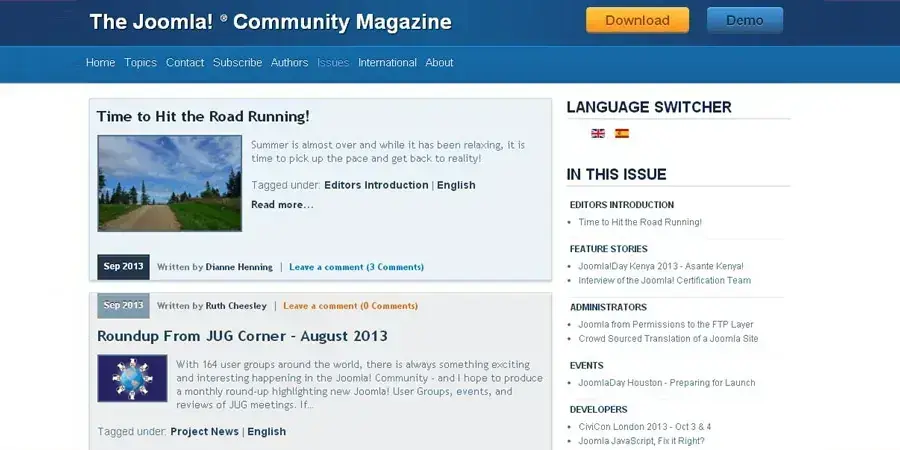 The Joomla! ® Community Magazine
Download
Demo
Home Topics Contact Subscribe Authors Issues International About
Time to Hit the Road Running!
Summer is almost over and while it has been relaxing, it is
time to pick up the pace and get back to reality!
Tagged under: Editors Introduction | English
Read more...
Sep 2013 Written by Dianne Henning | Leave a comment (3 Comments)
Sep 2013 Written by Ruth Cheesley | Leave a comment (0 Comments)
Roundup From JUG Corner - August 2013
With 164 user groups around the world, there is always something exciting
and interesting happening in the Joomla! Community - and I hope to produce
a monthly round-up highlighting new Joomla! User Groups, events, and
reviews of JUG meetings. If...
Tagged under: Project News | English
LANGUAGE SWITCHER
IN THIS ISSUE
EDITORS INTRODUCTION
• Time to Hit the Road Running!
FEATURE STORIES
• Joomla!Day Kenya 2013 - Asante Kenya!
• Interview of the Joomla! Certification Team
ADMINISTRATORS
• Joomla from Permissions to the FTP Layer
• Crowd Sourced Translation of a Joomla Site
EVENTS
• JoomlaDay Houston - Preparing for Launch
DEVELOPERS
• CiviCon London 2013 - Oct 3 & 4
• Joomla JavaScript, Fix it Right?